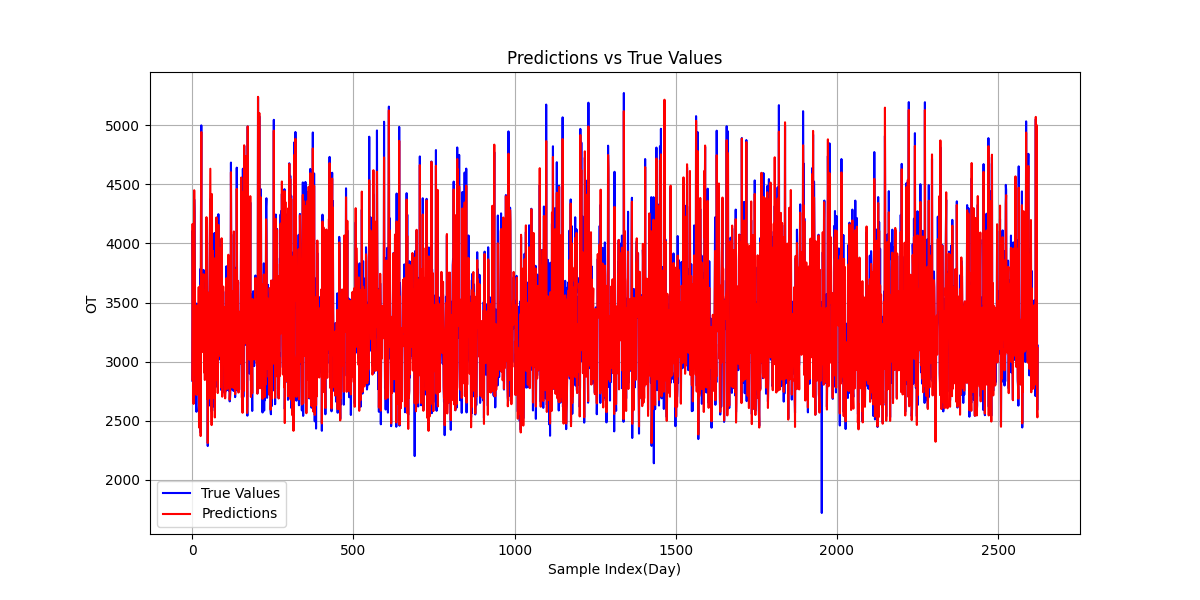 Predictions vs True Values
5000
4500
4000
3500
3000
2500
2000
OT
True Values
Predictions
0 500 1000 1500 2000 2500
Sample Index(Day)